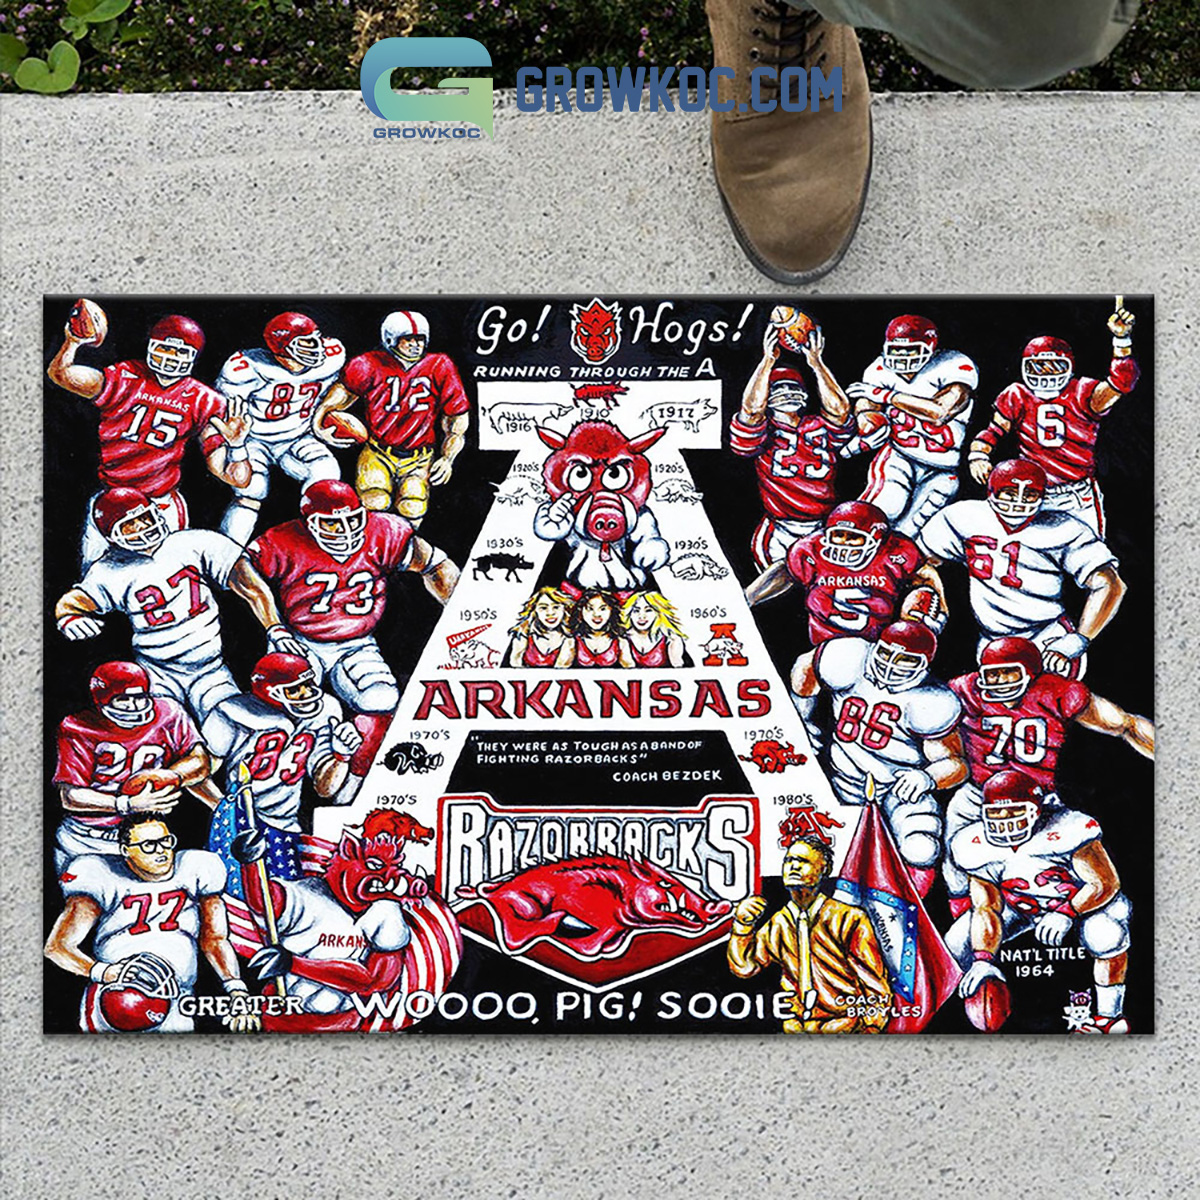 GROWKOC
GROWKOC.COM
Go! Hogs!
RUNNING THROUGH THE A
1910
1916
1917
1920'S
1920'S
1930'S
1930'S
1950'S
1960'S
ARKANSAS
"THEY WERE AS TOUGH AS A BAND OF
FIGHTING RAZORBACKS"
COACH BEZDEK
1970'S
1970'S
1970'S
1980'S
RAZORBACKS
ARKANSAS
15
87
12
23
6
27
73
ARKANSAS
5
61
83
86
70
77
ARKAN
ARKANSAS
NAT'L TITLE
1964
GREATER
WOOOO, PIG! SOOIE!
COACH
BROYLES